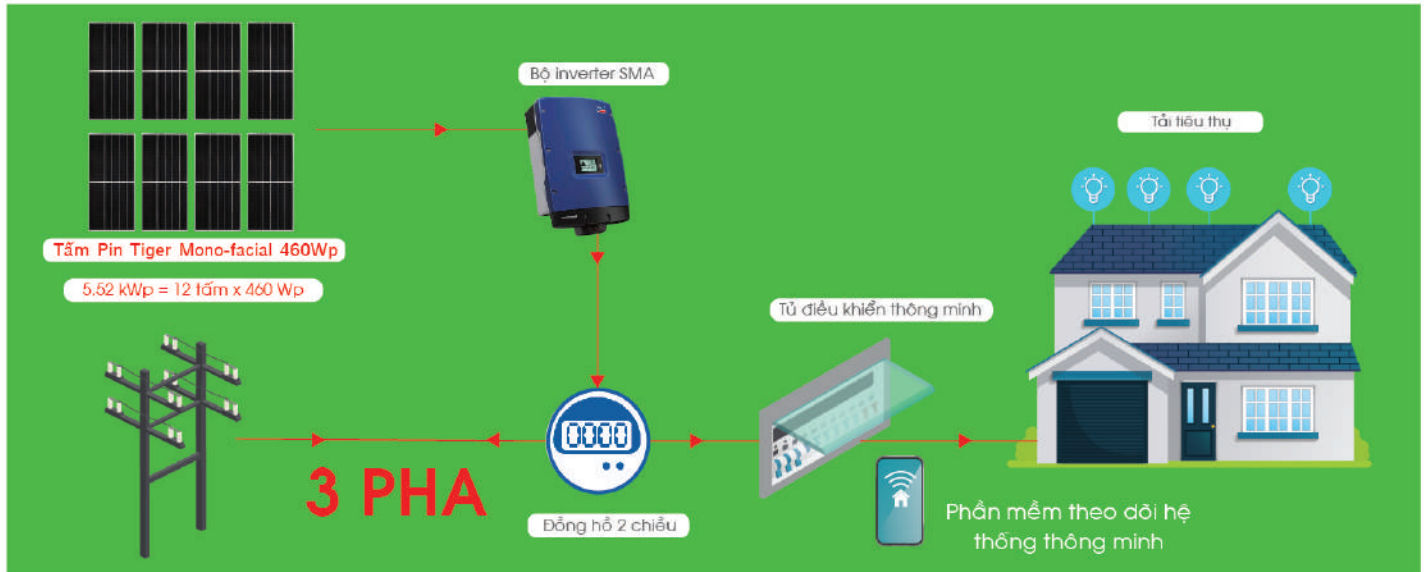 Bộ inverter SMA
Tải tiêu thụ
Tấm Pin Tiger Mono-facial 460Wp
5.52 kWp = 12 tấm x 460 Wp
Tủ điều khiển thông minh
0000
3 PHA
Đồng hồ 2 chiều
Phần mềm theo dõi hệ
thống thông minh